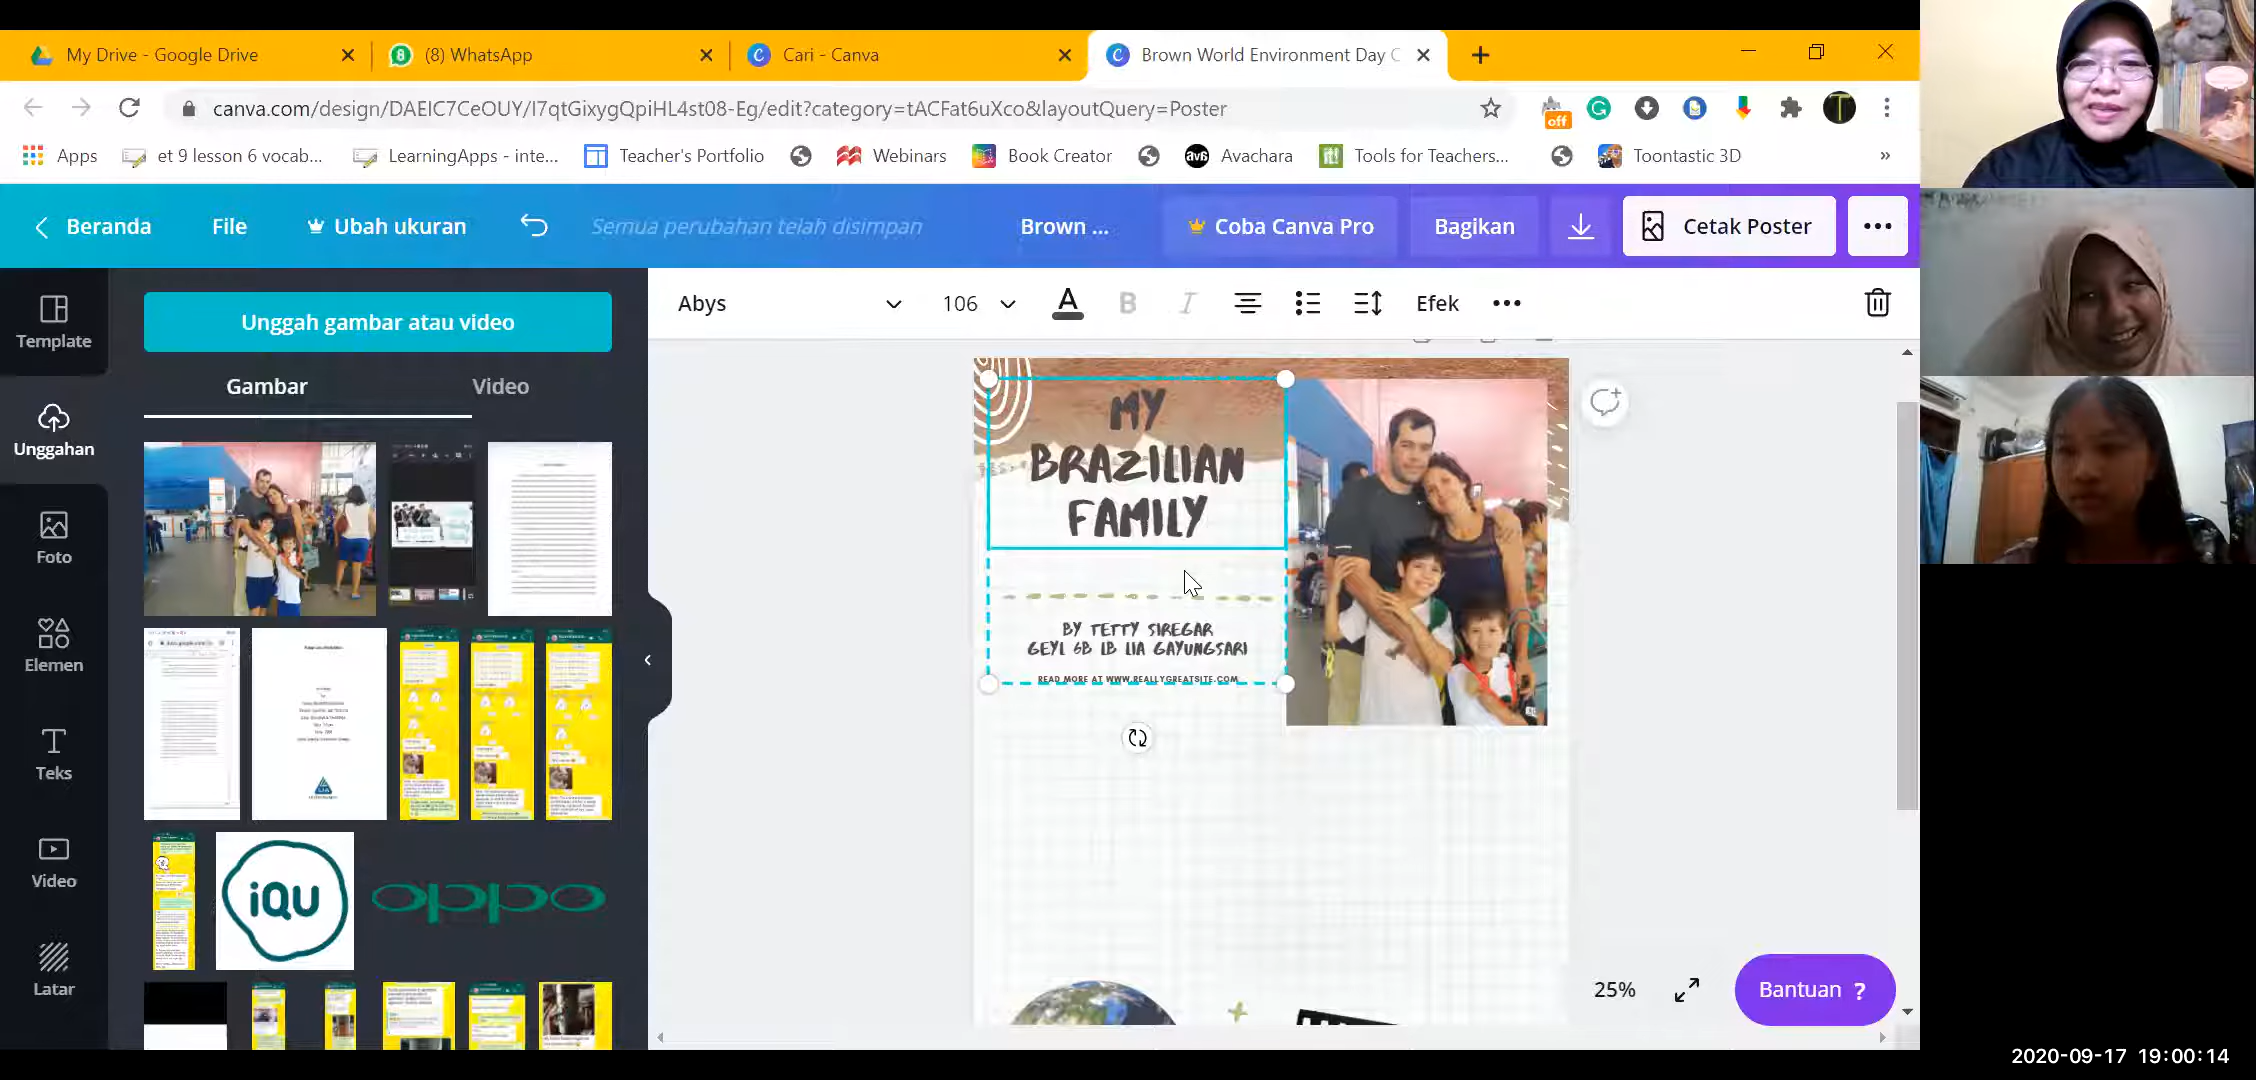 My Drive - Google Drive
(8) WhatsApp
Cari - Canva
Brown World Environment Day C
canva.com/design/DAEIC7CeOUY/I7qtGixygQpiHL4st08-Eg/edit?category=tACFat6uXco&layoutQuery=Poster
off
T
Apps
et 9 lesson 6 vocab...
LearningApps - inte...
Teacher's Portfolio
Webinars
Book Creator
Avachara
Tools for Teachers...
Toontastic 3D
»
Beranda
File
Ubah ukuran
Semua perubahan telah disimpan
Brown ...
Coba Canva Pro
Bagikan
Cetak Poster
Template
Unggahan
Foto
Elemen
Teks
Video
Latar
Unggah gambar atau video
Gambar
Video
iQU
oppo
Abys
106
A
B
I
Efek
MY
BRAZILIAN
FAMILY
BY TETTY SIREGAR
GEYL 6B LB LIA GAYUNGSARI
READ MORE AT WWW.REALLYGREATSITE.COM
25%
Bantuan ?
2020-09-17 19:00:14